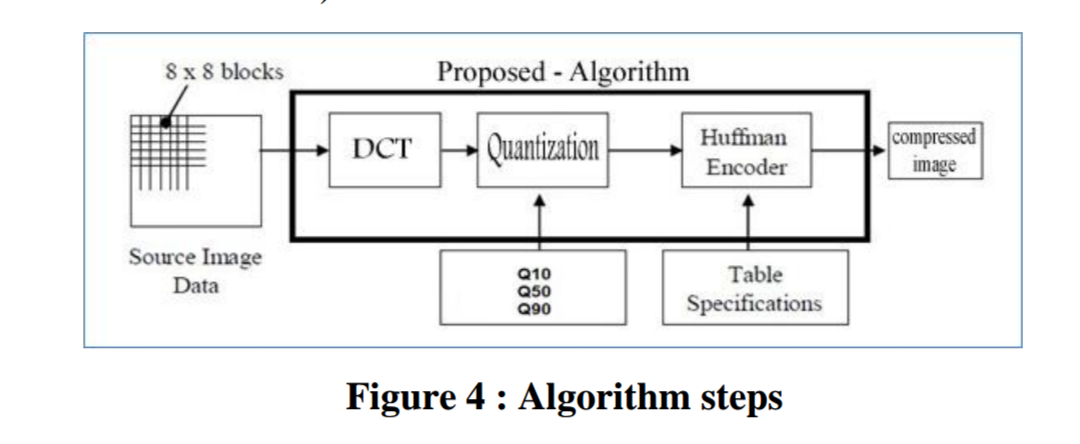 8 x 8 blocks
Proposed - Algorithm
DCT
Quantization
Huffman
Encoder
compressed
image
Source Image
Data
Q10
Q50
Q90
Table
Specifications
Figure 4 : Algorithm steps